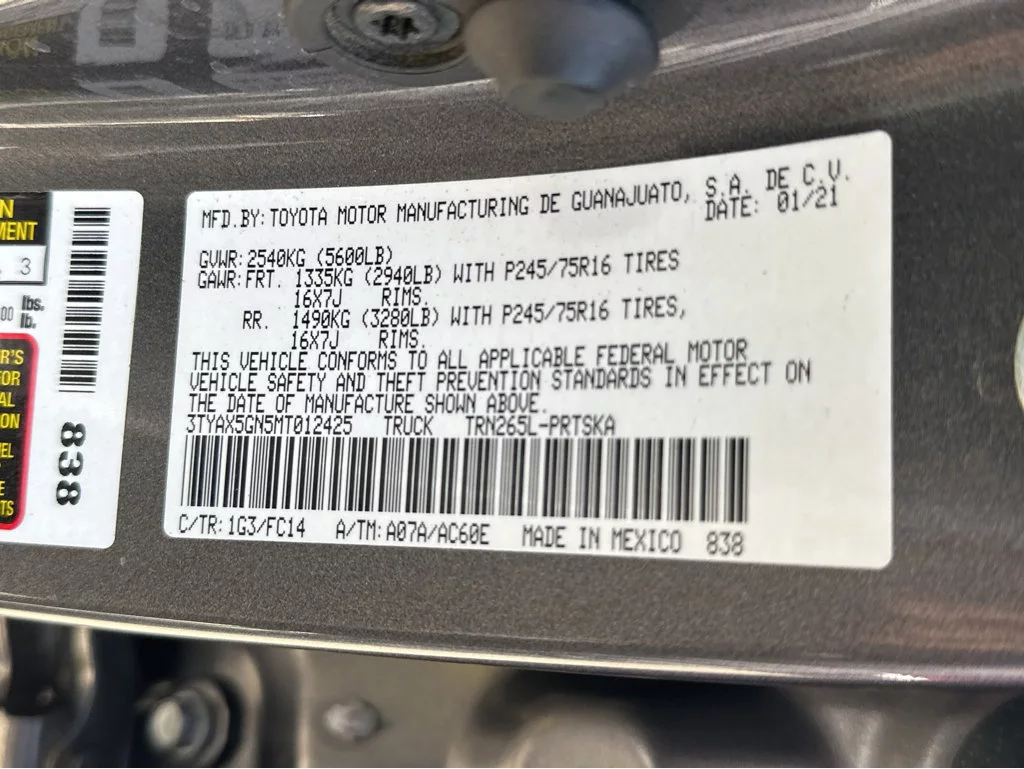 MFD.BY:TOYOTA MOTOR MANUFACTURING DE GUANAJUATO, S.A. DE C.V.
DATE: 01/21
GVWR:2540KG (5600LB)
GAWR:FRT. 1335KG (2940LB) WITH P245/75R16 TIRES
16X7J RIMS.
RR. 1490KG (3280LB) WITH P245/75R16 TIRES,
16X7J RIMS.
THIS VEHICLE CONFORMS TO ALL APPLICABLE FEDERAL MOTOR
VEHICLE SAFETY AND THEFT PREVENTION STANDARDS IN EFFECT ON
THE DATE OF MANUFACTURE SHOWN ABOVE.
3TYAX5GN5MT012425 TRUCK TRN265L-PRTSKA
C/TR:1G3/FC14 A/TM:A07A/AC60E MADE IN MEXICO 838
3
lbs.
lb.
838